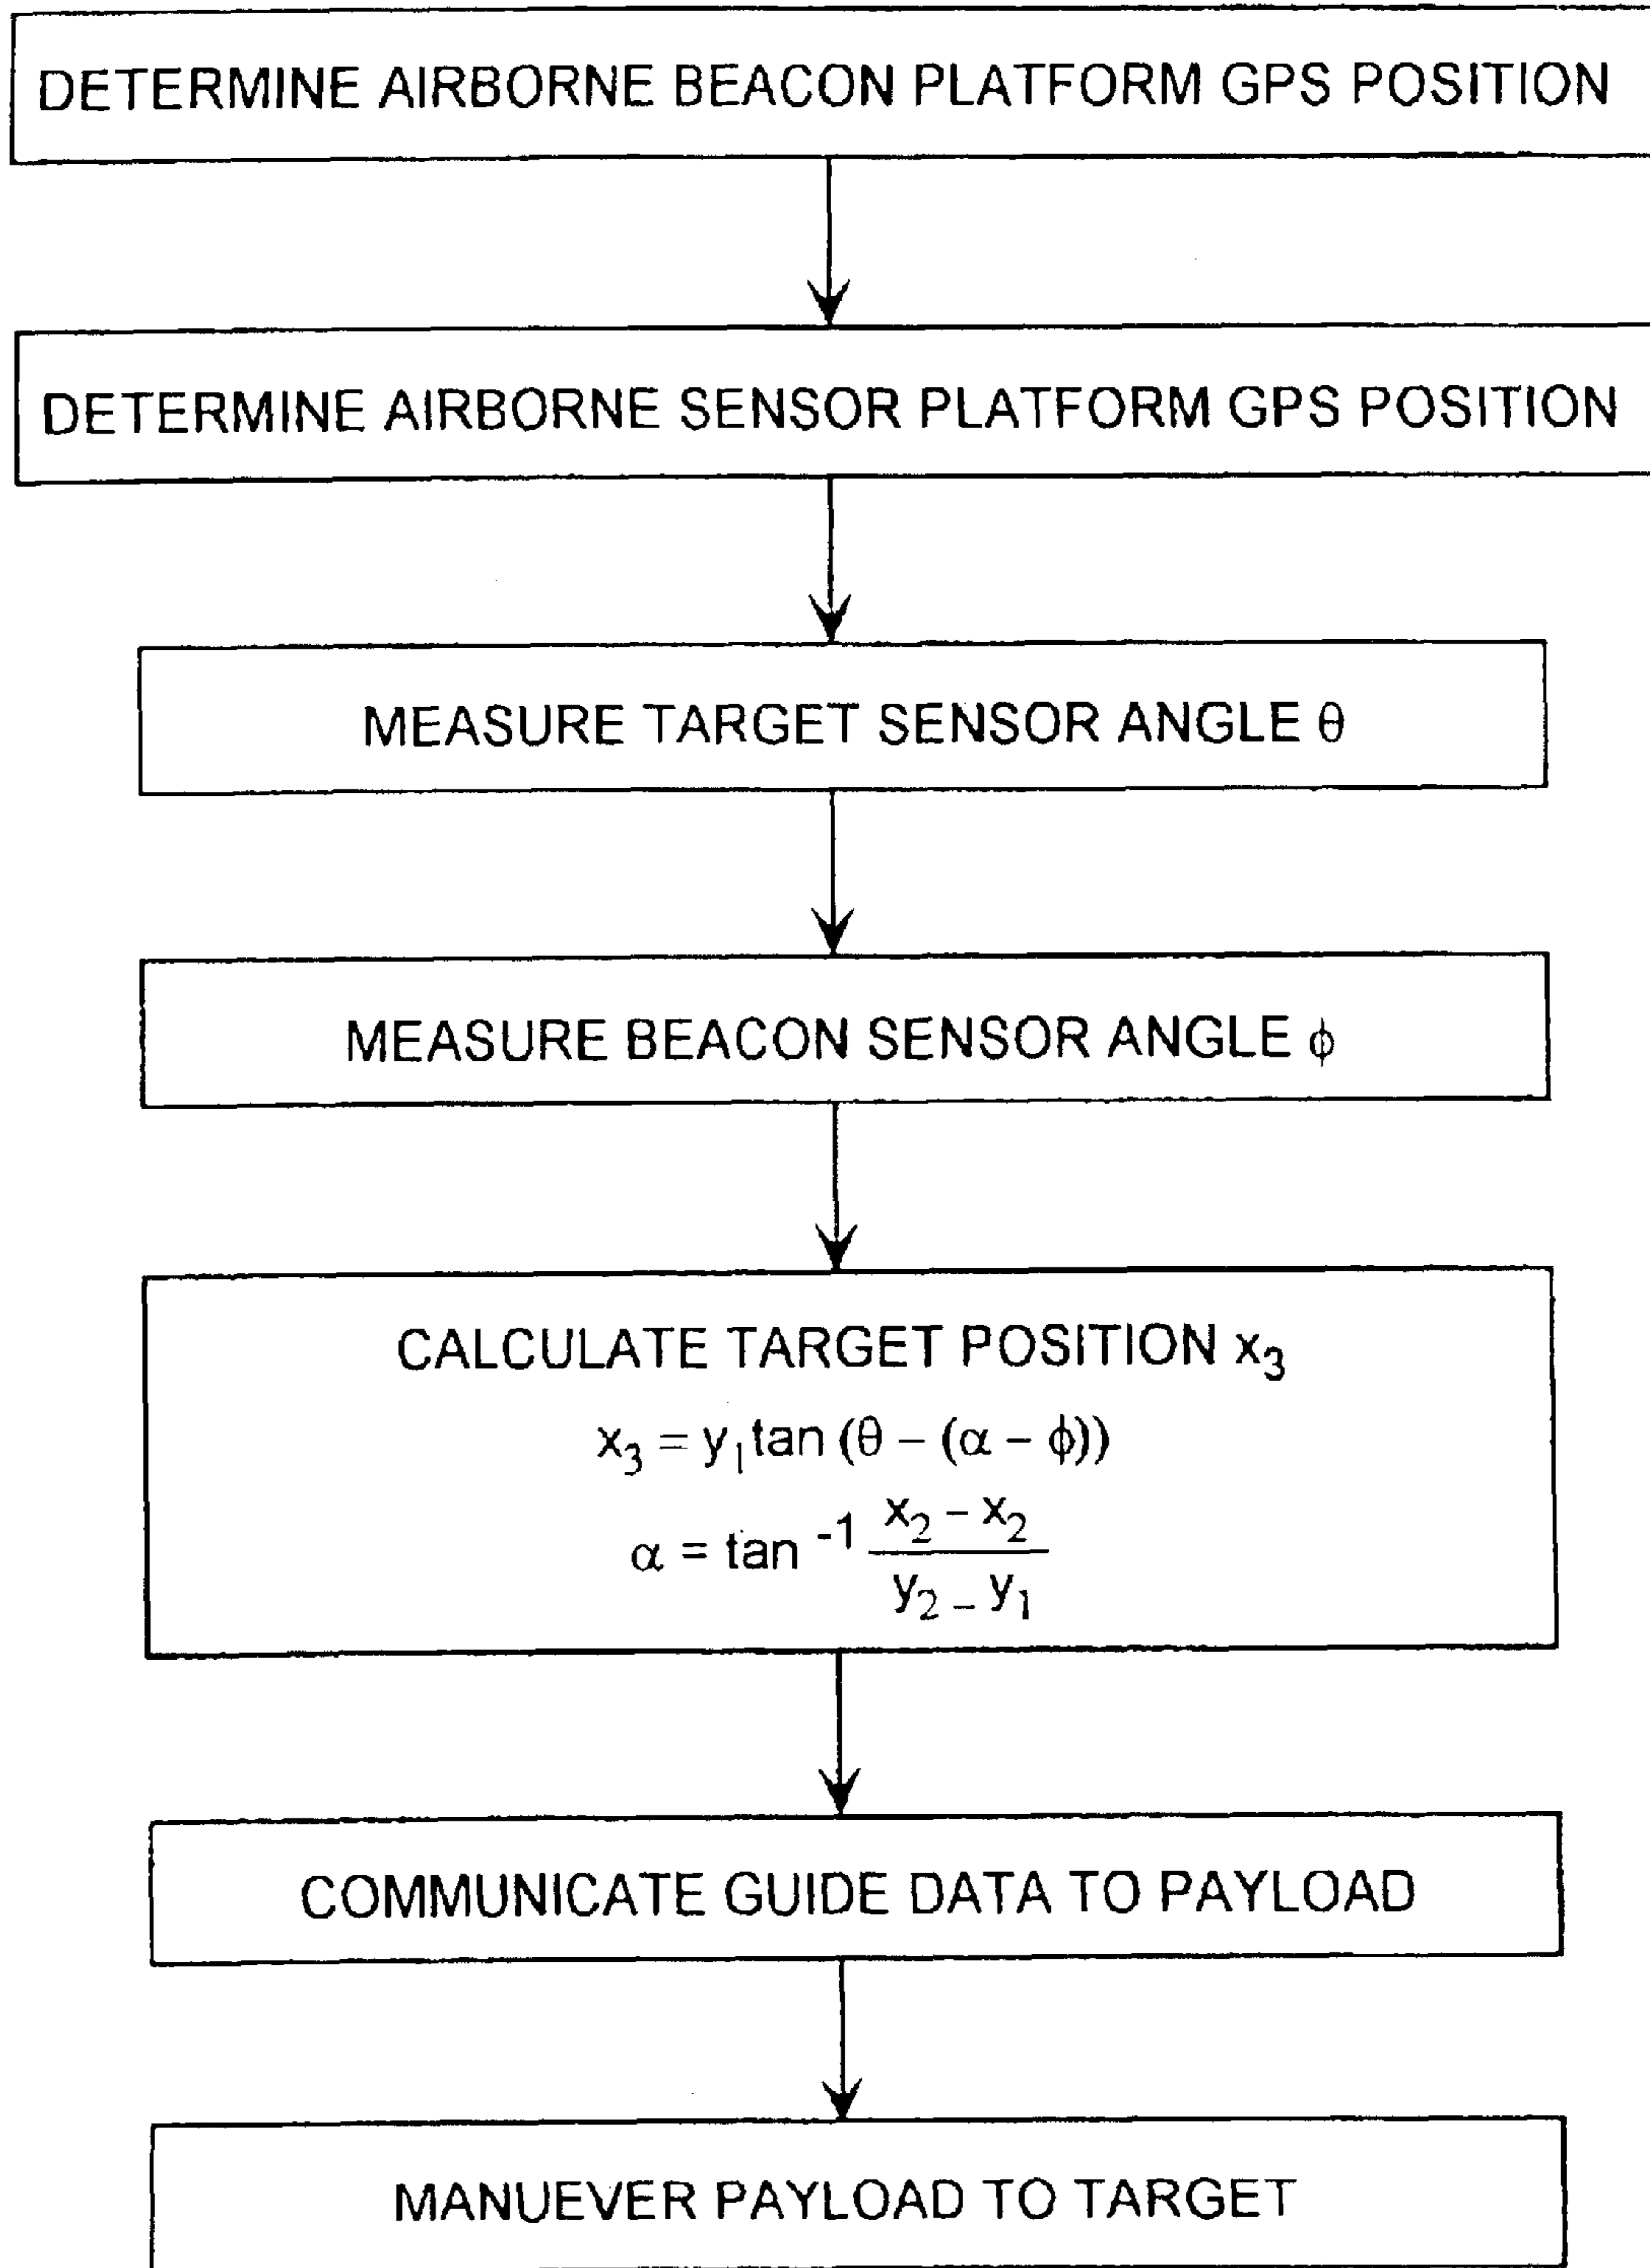 DETERMINE AIRBORNE BEACON PLATFORM GPS POSITION
DETERMINE AIRBORNE SENSOR PLATFORM GPS POSITION
MEASURE TARGET SENSOR ANGLE θ
MEASURE BEACON SENSOR ANGLE ϕ
CALCULATE TARGET POSITION x₃
x₃ = y₁ tan (θ – (α – ϕ))
α = tan ⁻¹ x₂ – x₂
y₂ – y₁
COMMUNICATE GUIDE DATA TO PAYLOAD
MANUEVER PAYLOAD TO TARGET